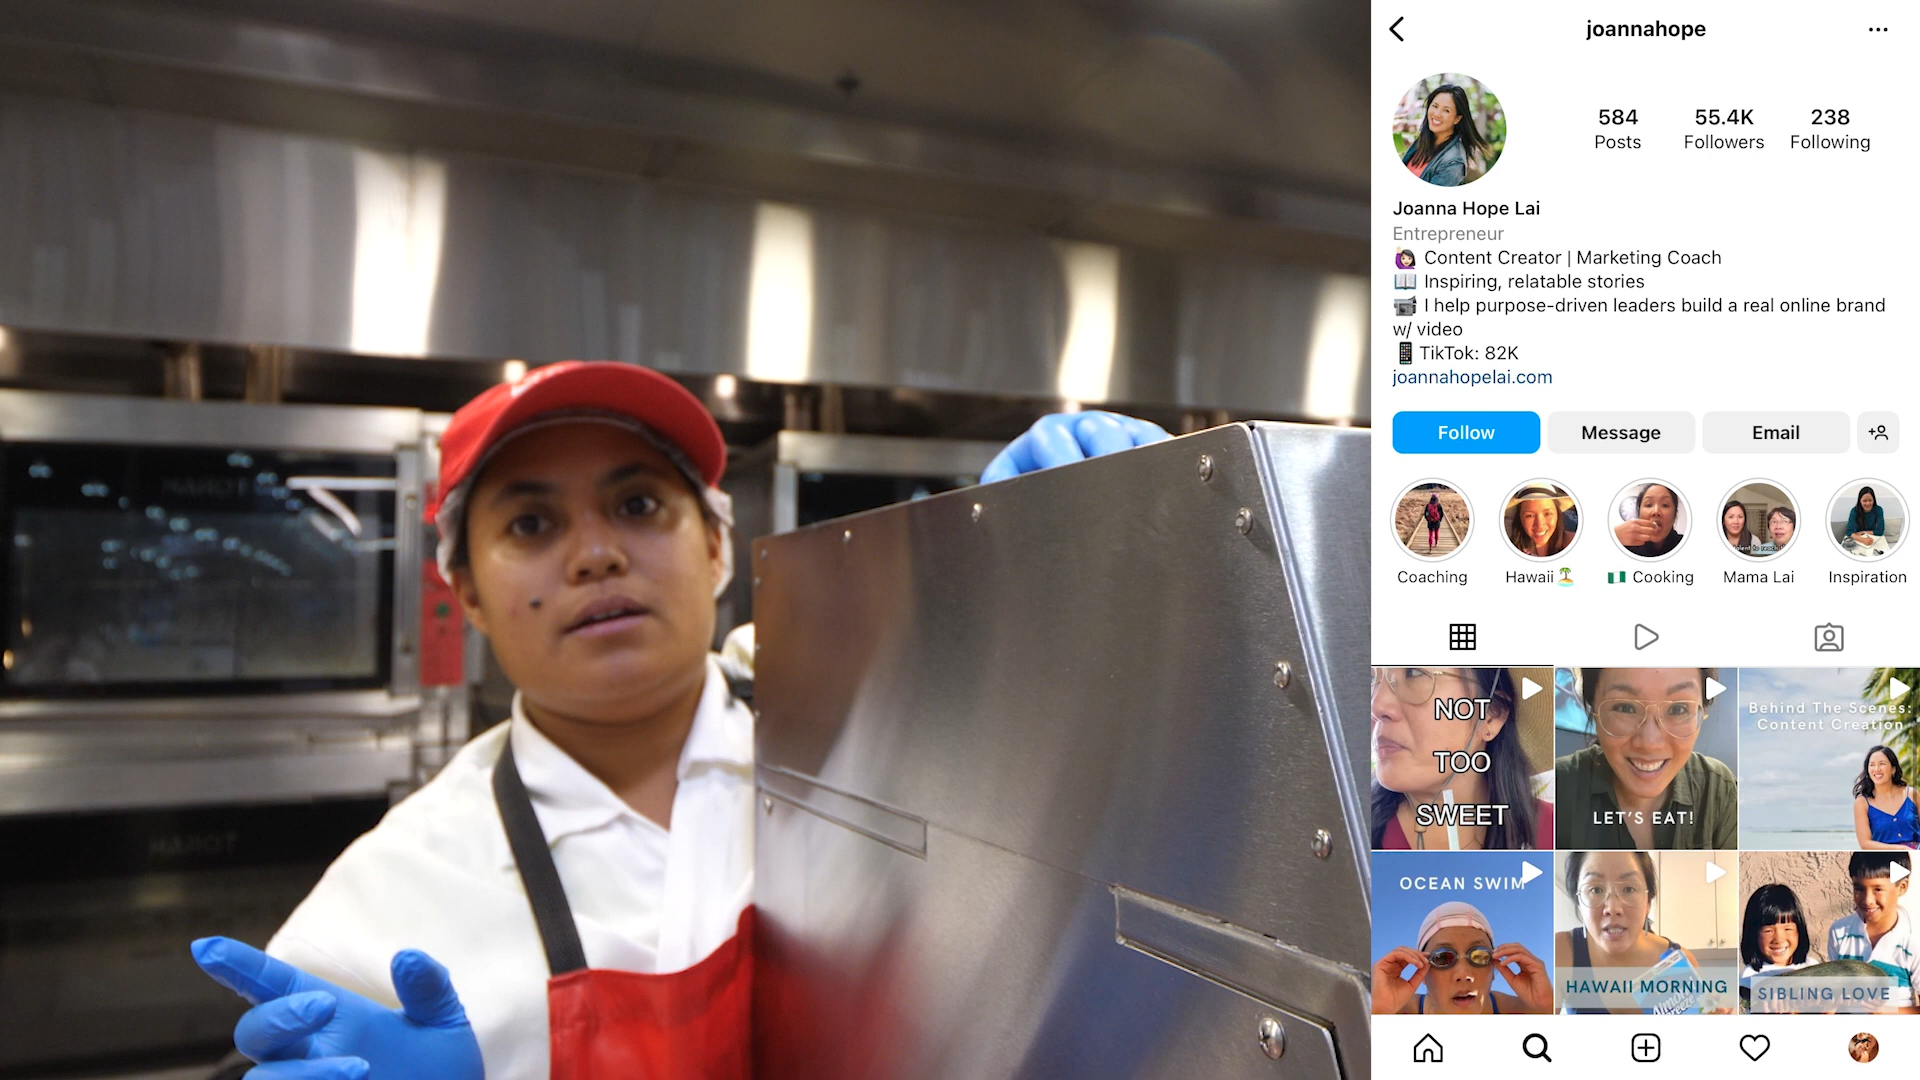 joannahope
584
Posts
55.4K
Followers
238
Following
Joanna Hope Lai
Entrepreneur
Content Creator | Marketing Coach
Inspiring, relatable stories
I help purpose-driven leaders build a real online brand
w/ video
TikTok: 82K
joannahopelai.com
Follow
Message
Email
Coaching
Hawaii
Cooking
Mama Lai
Inspiration
NOT
TOO
SWEET
LET'S EAT!
Behind The Scenes:
Content Creation
OCEAN SWIM
HAWAII MORNING
SIBLING LOVE